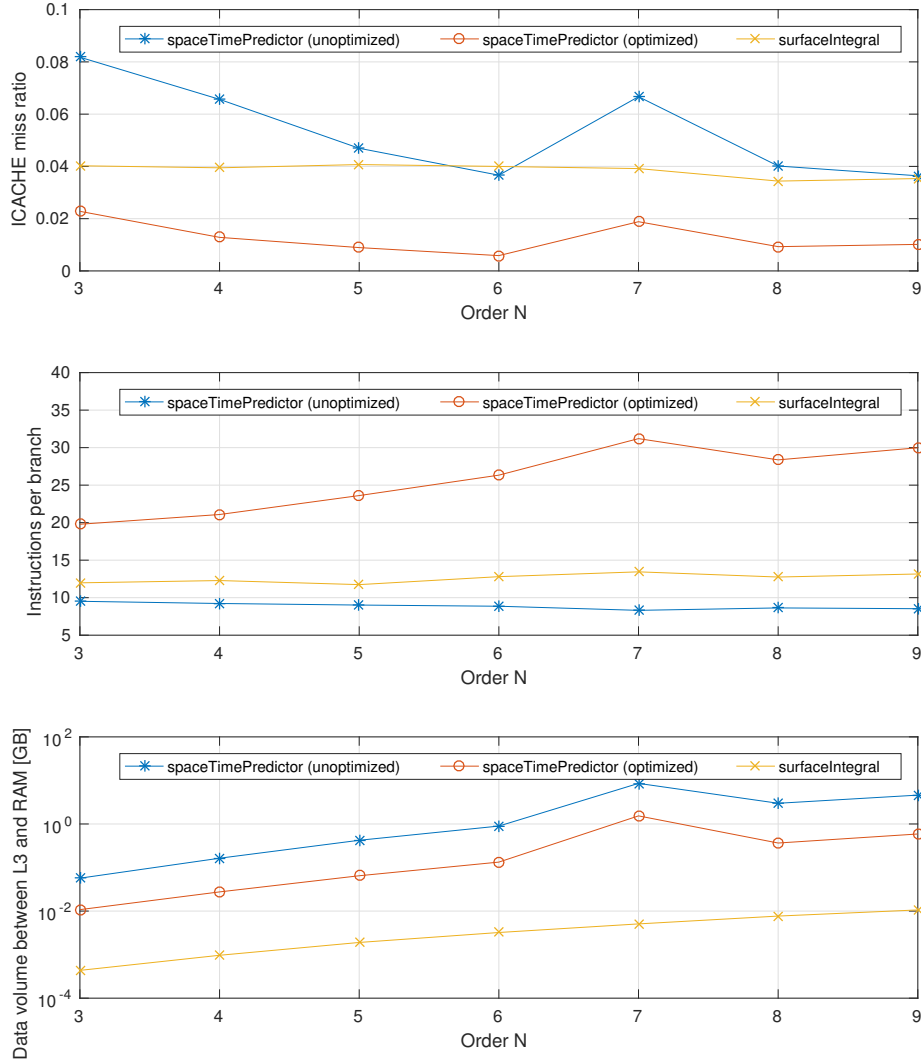 0.1
spaceTimePredictor (unoptimized) spaceTimePredictor (optimized) surfaceIntegral
0.08
0.06
0.04
0.02
0
ICACHE miss ratio
3 4 5 6 7 8 9
Order N
40
spaceTimePredictor (unoptimized) spaceTimePredictor (optimized) surfaceIntegral
35
30
25
20
15
10
5
Instructions per branch
3 4 5 6 7 8 9
Order N
10^2
spaceTimePredictor (unoptimized) spaceTimePredictor (optimized) surfaceIntegral
10^0
10^-2
10^-4
Data volume between L3 and RAM [GB]
3 4 5 6 7 8 9
Order N